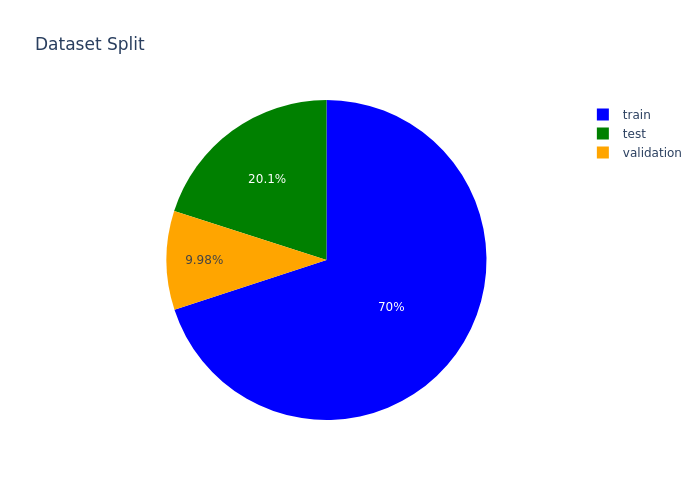 Dataset Split
train
test
validation
20.1%
9.98%
70%